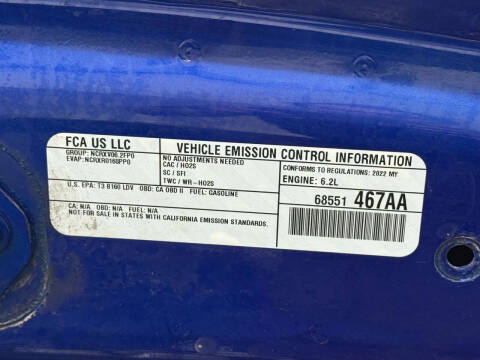 FCA US LLC
GROUP: NCRXV06.2FP0
EVAP: NCRXR0168PP0
VEHICLE EMISSION CONTROL INFORMATION
NO ADJUSTMENTS NEEDED
CAC / HO2S
SC / SFI
TWC / WR-HO2S
CONFORMS TO REGULATIONS: 2022 MY
ENGINE: 6.2L
U.S. EPA: T3 B160 LDV OBD: CA OBD II FUEL: GASOLINE
68551 467AA
CA: N/A OBD: N/A FUEL: N/A
NOT FOR SALE IN STATES WITH CALIFORNIA EMISSION STANDARDS.